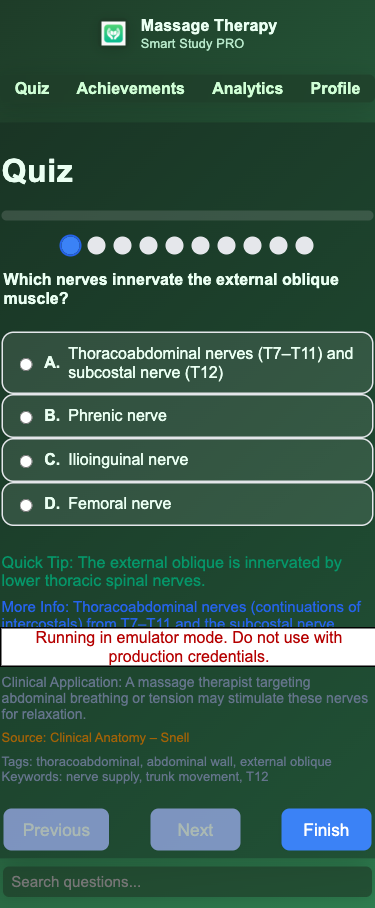 Massage Therapy
Smart Study PRO
Quiz Achievements Analytics Profile
Quiz
Which nerves innervate the external oblique
muscle?
A. Thoracoabdominal nerves (T7–T11) and
subcostal nerve (T12)
B. Phrenic nerve
C. Ilioinguinal nerve
D. Femoral nerve
Quick Tip: The external oblique is innervated by
lower thoracic spinal nerves.
More Info: Thoracoabdominal nerves (continuations of
intercostals) from T7–T11 and the subcostal nerve
Running in emulator mode. Do not use with
production credentials.
Clinical Application: A massage therapist targeting
abdominal breathing or tension may stimulate these nerves
for relaxation.
Source: Clinical Anatomy – Snell
Tags: thoracoabdominal, abdominal wall, external oblique
Keywords: nerve supply, trunk movement, T12
Previous Next Finish
Search questions...